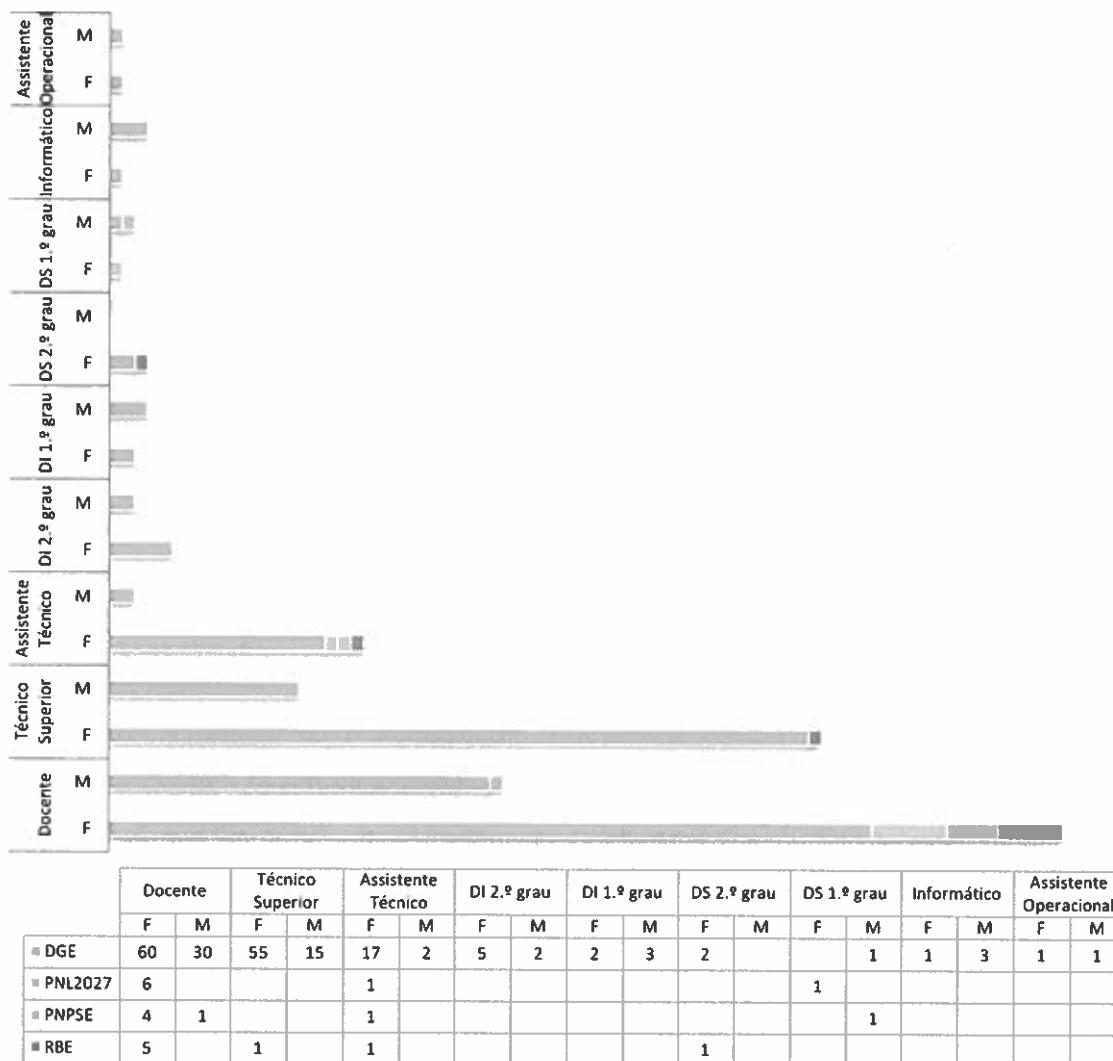 Assistente
Operacional
M
F
Informático
M
F
DS 1.º grau
M
F
DS 2.º grau
M
F
DI 1.º grau
M
F
DI 2.º grau
M
F
Assistente
Técnico
M
F
Técnico
Superior
M
F
Docente
M
F
Docente Técnico Superior Assistente Técnico DI 2.º grau DI 1.º grau DS 2.º grau DS 1.º grau Informático Assistente Operacional
F M F M F M F M F M F M F M F M F M
DGE 60 30 55 15 17 2 5 2 2 3 2 1 1 3 1 1
PNL2027 6 1 1
PNPSE 4 1 1 1
RBE 5 1 1 1